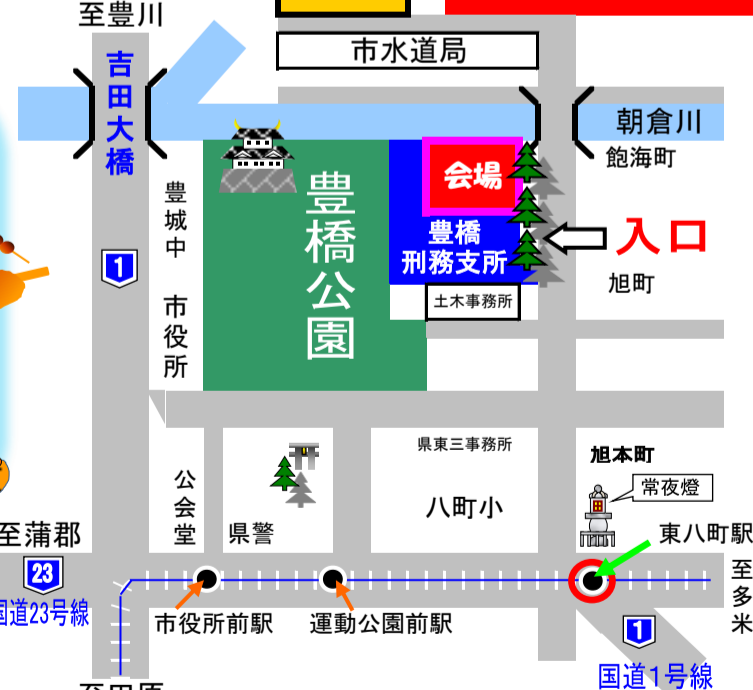 至豊川
吉田大橋
市水道局
朝倉川
飽海町
会場
豊橋
刑務支所
入口
旭町
土木事務所
豊橋公園
豊城中
市役所
1
県東三事務所
旭本町
常夜燈
八町小
公会堂
県警
東八町駅
至蒲郡
23
国道23号線
市役所前駅
運動公園前駅
至多米
1
国道1号線